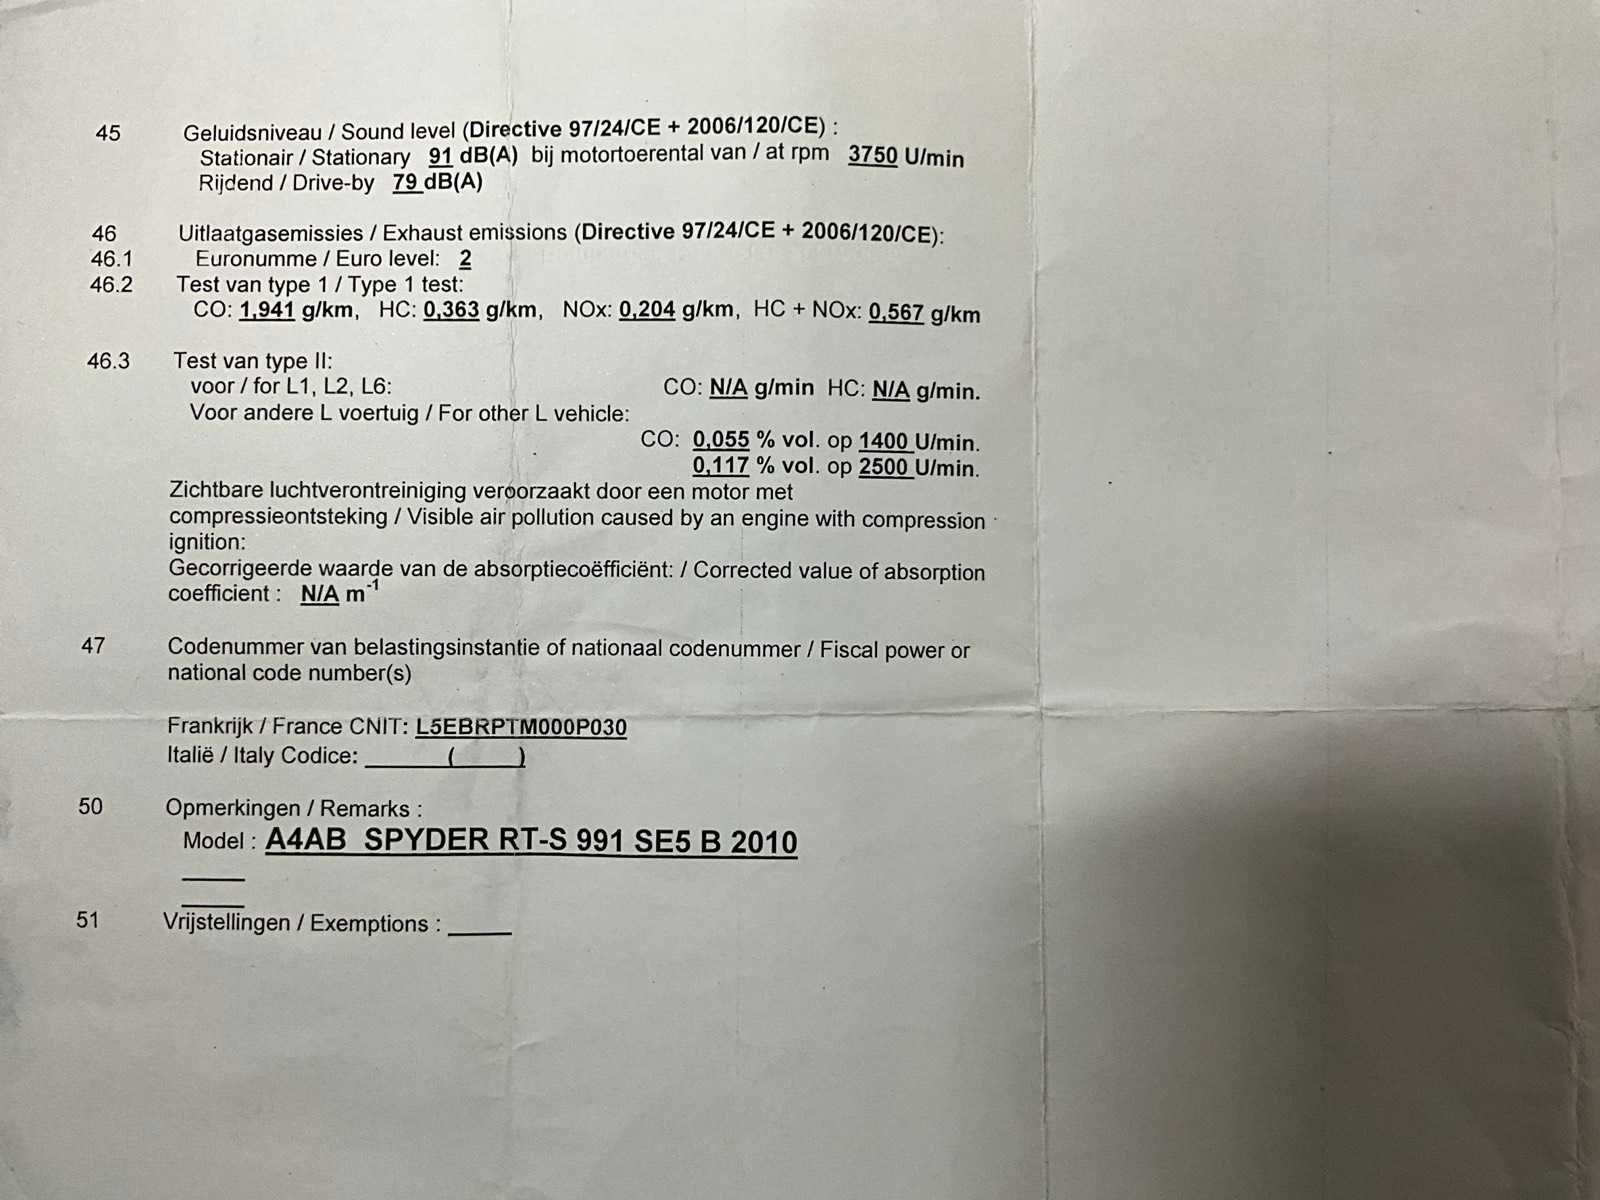 45 Geluidsniveau / Sound level (Directive 97/24/CE + 2006/120/CE) :
Stationair / Stationary 91 dB(A) bij motortoerental van / at rpm 3750 U/min
Rijdend / Drive-by 79 dB(A)
46 Uitlaatgasemissies / Exhaust emissions (Directive 97/24/CE + 2006/120/CE):
46.1 Euronumme / Euro level: 2
46.2 Test van type 1 / Type 1 test:
CO: 1,941 g/km, HC: 0,363 g/km, NOx: 0,204 g/km, HC + NOx: 0,567 g/km
46.3 Test van type II:
voor / for L1, L2, L6: CO: N/A g/min HC: N/A g/min.
Voor andere L voertuig / For other L vehicle:
CO: 0,055 % vol. op 1400 U/min.
0,117 % vol. op 2500 U/min.
Zichtbare luchtverontreiniging veroorzaakt door een motor met
compressieontsteking / Visible air pollution caused by an engine with compression
ignition:
Gecorrigeerde waarde van de absorptiecoëfficiënt: / Corrected value of absorption
coefficient : N/A m-1
47 Codenummer van belastingsinstantie of nationaal codenummer / Fiscal power or
national code number(s)
Frankrijk / France CNIT: L5EBRPTM000P030
Italië / Italy Codice: ______(_____)
50 Opmerkingen / Remarks :
Model : A4AB SPYDER RT-S 991 SE5 B 2010
51 Vrijstellingen / Exemptions : _____